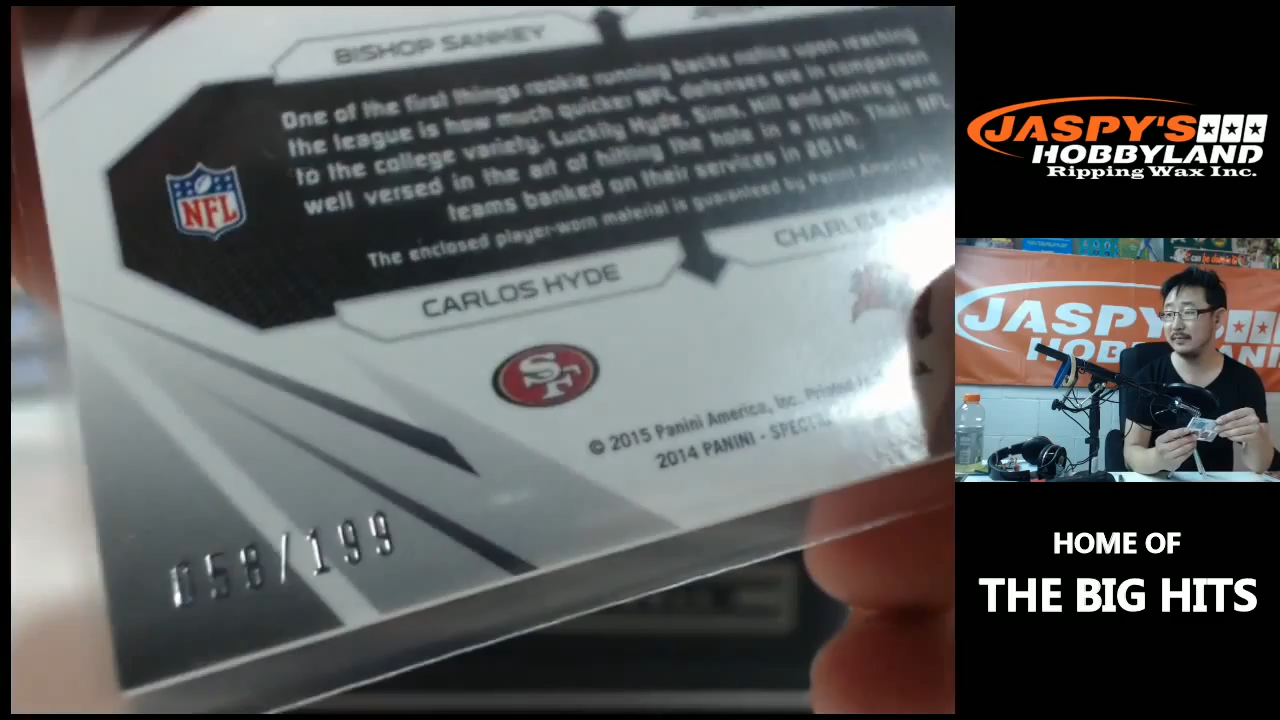 BISHOP SANKEY
One of the first things rookie running backs notice upon reaching
the league is how much quicker NFL defenses are in comparison
to the college variety. Luckily Hyde, Sims, Hill and Sankey were
well versed in the art of hitting the hole in a flash. Their NFL
teams banked on their services in 2014.
The enclosed player-worn material is guaranteed by Panini America
NFL
CARLOS HYDE
CHARLES
SF
© 2015 Panini America, Inc. Printed
2014 PANINI - SPECT
058/199
JASPY'S
HOBBYLAND
Ripping Wax Inc.
JASPY'S
HOBBYLAND
HOME OF
THE BIG HITS